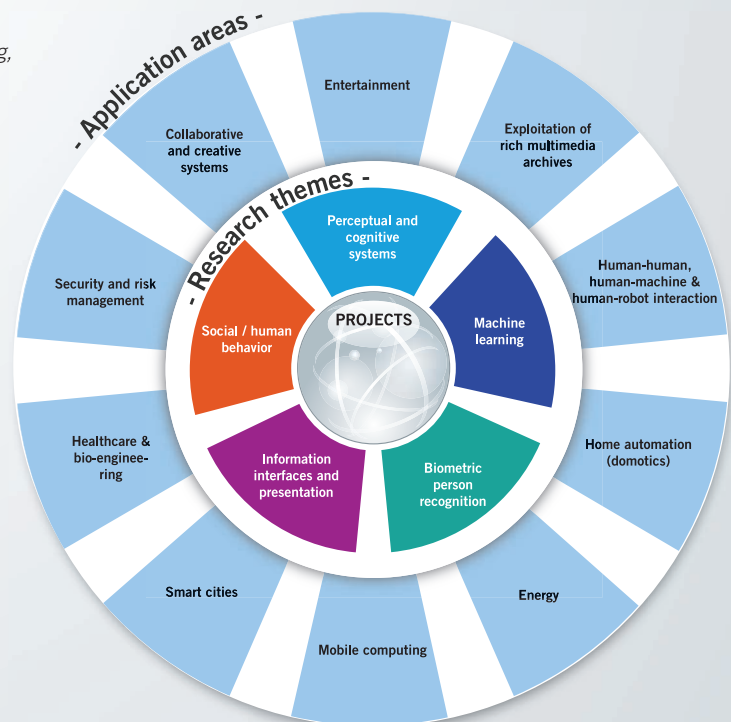 g,
- Application areas -
Entertainment
Exploitation of
rich multimedia
archives
Human-human,
human-machine &
human-robot interaction
Home automation
(domotics)
Energy
Mobile computing
Smart cities
Healthcare &
bio-enginee-
ring
Security and risk
management
Collaborative
and creative
systems
- Research themes -
Perceptual and
cognitive
systems
Machine
learning
Biometric
person
recognition
Information
interfaces and
presentation
Social / human
behavior
PROJECTS